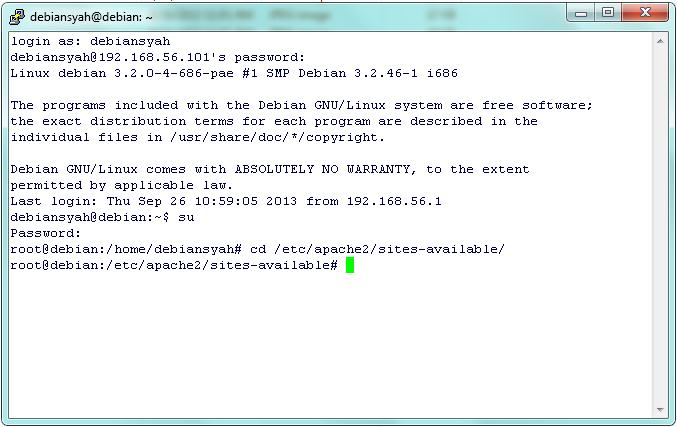 debiansyah@debian: ~
login as: debiansyah
debiansyah@192.168.56.101's password:
Linux debian 3.2.0-4-686-pae #1 SMP Debian 3.2.46-1 i686

The programs included with the Debian GNU/Linux system are free software;
the exact distribution terms for each program are described in the
individual files in /usr/share/doc/*/copyright.

Debian GNU/Linux comes with ABSOLUTELY NO WARRANTY, to the extent
permitted by applicable law.
Last login: Thu Sep 26 10:59:05 2013 from 192.168.56.1
debiansyah@debian:~$ su
Password:
root@debian:/home/debiansyah# cd /etc/apache2/sites-available/
root@debian:/etc/apache2/sites-available#